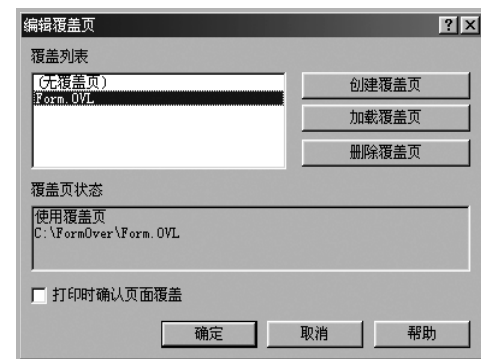 编辑覆盖页
覆盖列表
(无覆盖页)
Form.OVL
创建覆盖页
加载覆盖页
删除覆盖页
覆盖页状态
使用覆盖页
C:\FormOver\Form.OVL
打印时确认页面覆盖
确定 取消 帮助